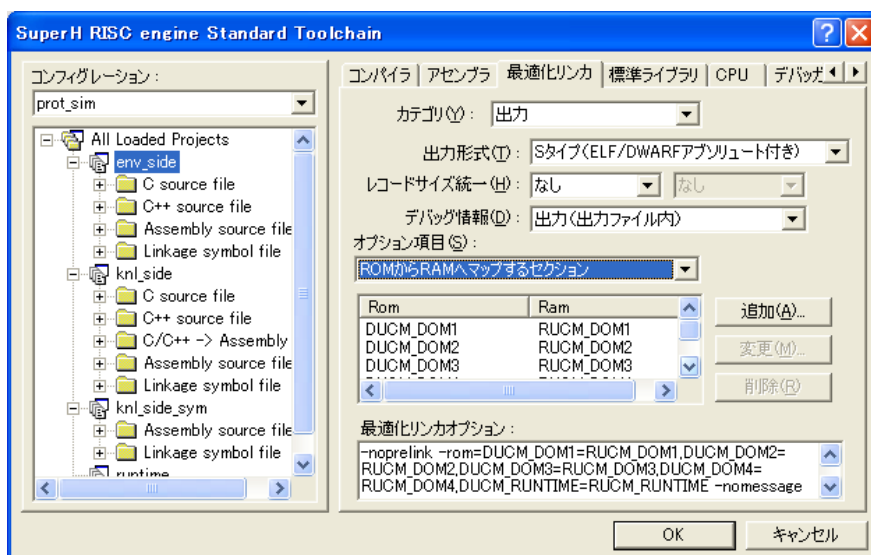 SuperH RISC engine Standard Toolchain
コンフィグレーション :
prot_sim
All Loaded Projects
env_side
C source file
C++ source file
Assembly source file
Linkage symbol file
knl_side
C source file
C++ source file
C/C++ -> Assembly
Assembly source file
Linkage symbol file
knl_side_sym
Assembly source file
Linkage symbol file
runtime
コンパイラ アセンブラ 最適化リンカ 標準ライブラリ CPU デバッガ
カテゴリ(Y) : 出力
出力形式(T) : Sタイプ(ELF/DWARFアブソリュート付き)
レコードサイズ統一(H) : なし なし
デバッグ情報(D) : 出力(出力ファイル内)
オプション項目(S) :
ROMからRAMへマップするセクション
Rom Ram
DUCM_DOM1 RUCM_DOM1
DUCM_DOM2 RUCM_DOM2
DUCM_DOM3 RUCM_DOM3
追加(A)...
変更(M)...
削除(R)
最適化リンカオプション :
-noprelink -rom=DUCM_DOM1=RUCM_DOM1,DUCM_DOM2=
RUCM_DOM2,DUCM_DOM3=RUCM_DOM3,DUCM_DOM4=
RUCM_DOM4,DUCM_RUNTIME=RUCM_RUNTIME -nomessage
OK キャンセル